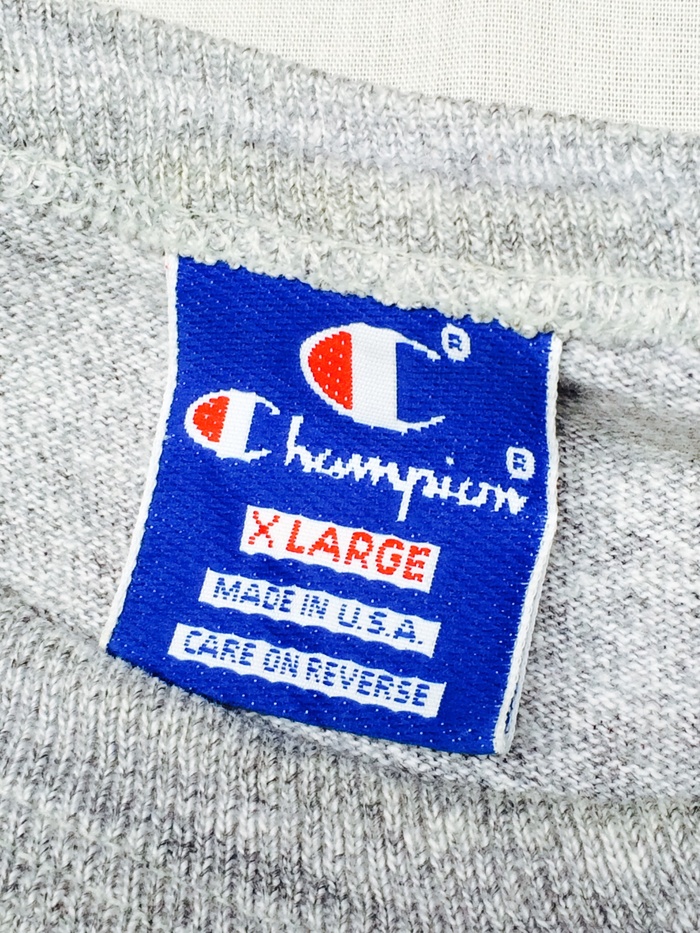 C®
Champion®
X LARGE
MADE IN U.S.A.
CARE ON REVERSE